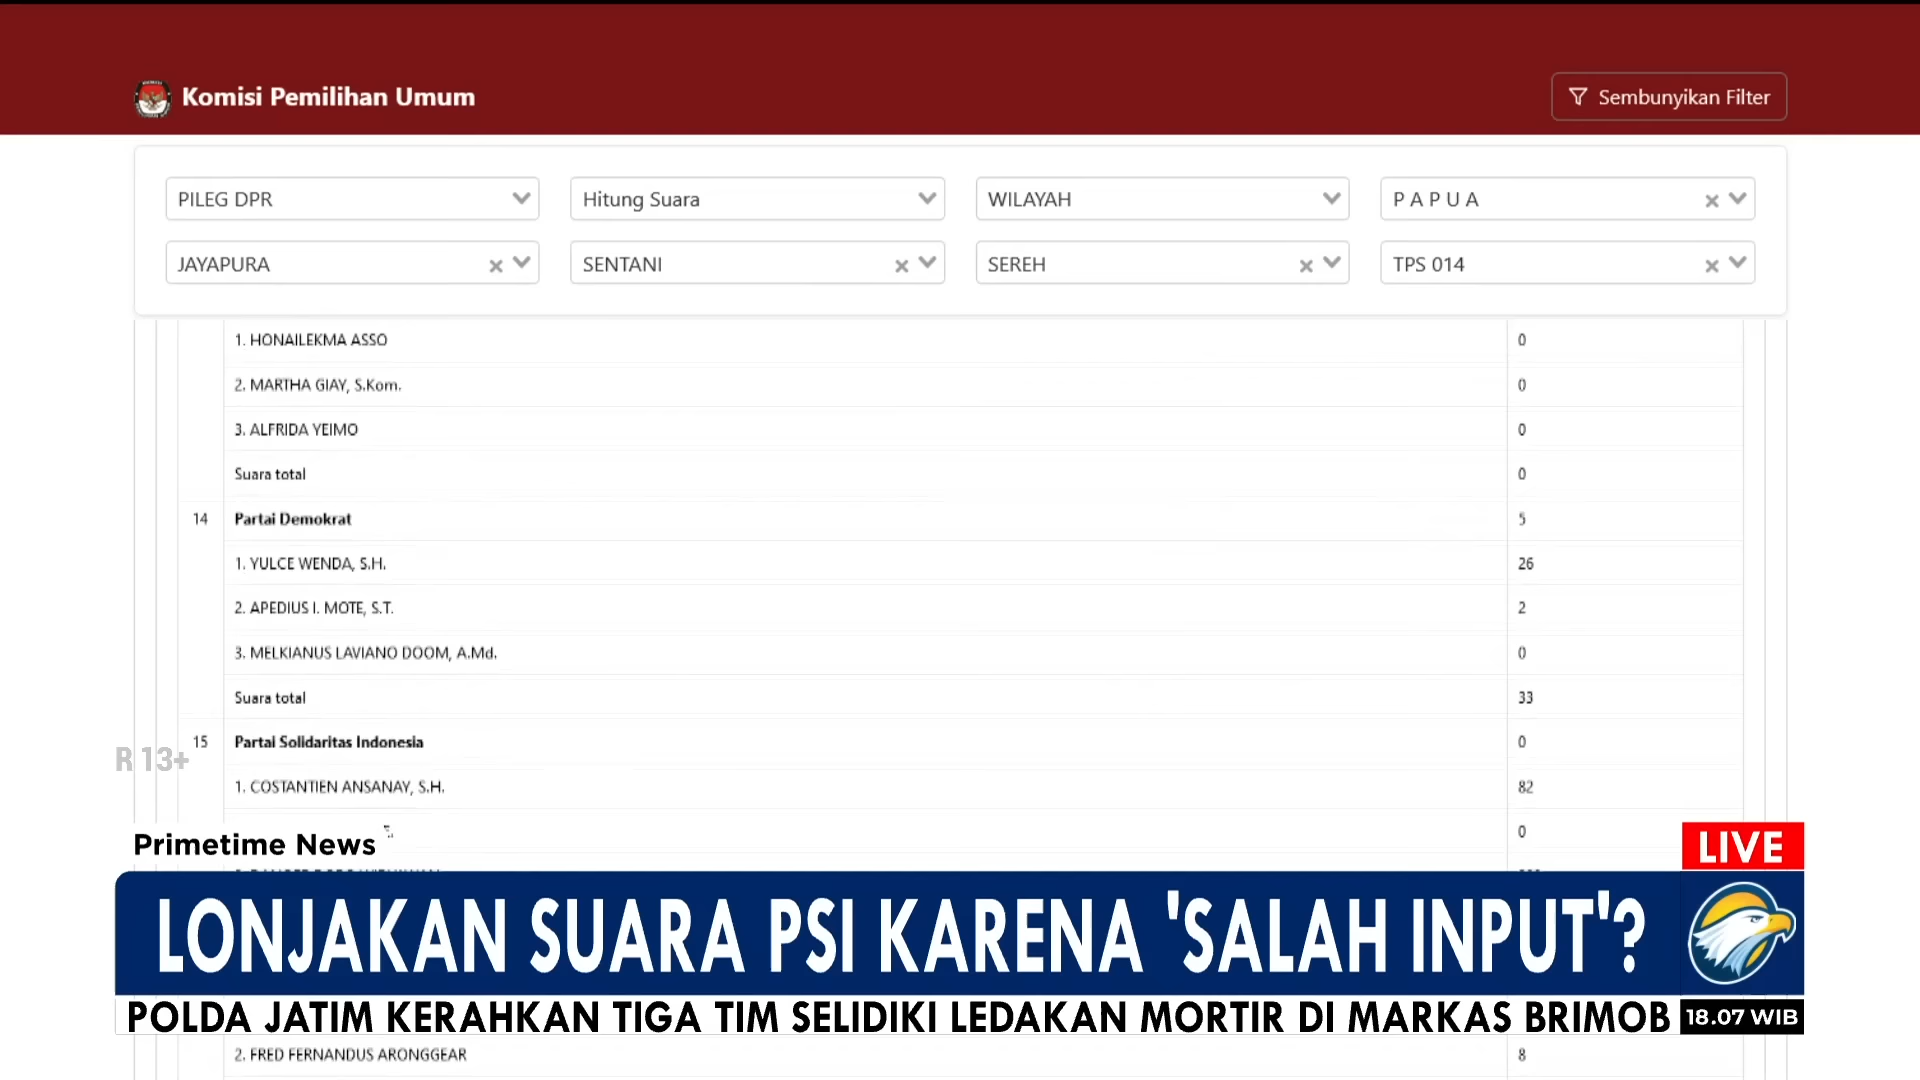 Komisi Pemilihan Umum
Sembunyikan Filter
PILEG DPR
Hitung Suara
WILAYAH
P A P U A
JAYAPURA
SENTANI
SEREH
TPS 014
1. HONAILEKMA ASSO 0
2. MARTHA GIAY, S.Kom. 0
3. ALFRIDA YEIMO 0
Suara total 0
14 Partai Demokrat 5
1. YULCE WENDA, S.H. 26
2. APEDIUS I. MOTE, S.T. 2
3. MELKIANUS LAVIANO DOOM, A.Md. 0
Suara total 33
15 Partai Solidaritas Indonesia 0
R 13+
1. COSTANTIEN ANSANAY, S.H. 82
0
Primetime News
LIVE
LONJAKAN SUARA PSI KARENA 'SALAH INPUT'?
POLDA JATIM KERAHKAN TIGA TIM SELIDIKI LEDAKAN MORTIR DI MARKAS BRIMOB
18.07 WIB
2. FRED FERNANDUS ARONGGEAR 8